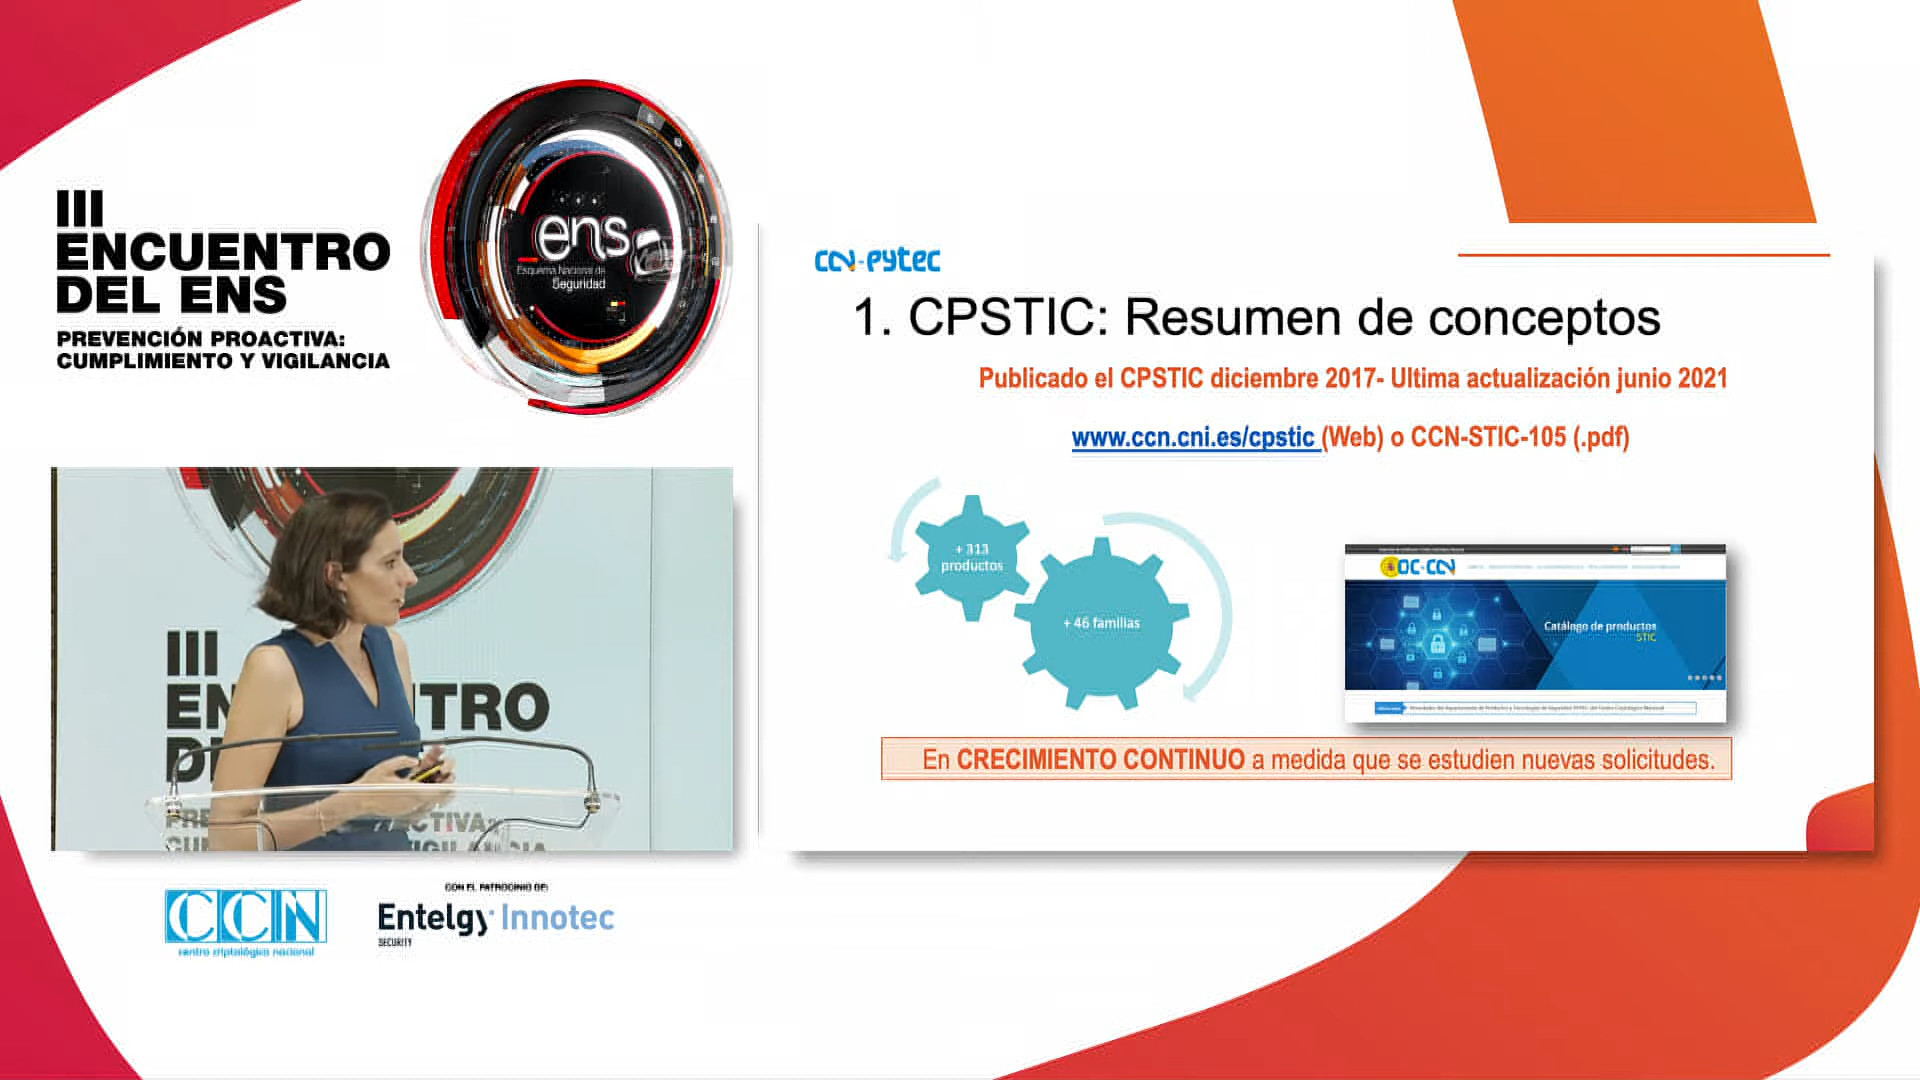 III
ENCUENTRO
DEL ENS
PREVENCIÓN PROACTIVA:
CUMPLIMIENTO Y VIGILANCIA
ens
Esquema Nacional de
Seguridad
III
EN TRO
D
PRE CTIVA:
CCN
centro criptológico nacional
CON EL PATROCINIO DE:
Entelgy Innotec
SECURITY
CCN-PYTEC
1. CPSTIC: Resumen de conceptos
Publicado el CPSTIC diciembre 2017- Ultima actualización junio 2021
www.ccn.cni.es/cpstic (Web) o CCN-STIC-105 (.pdf)
+ 313
productos
+ 46 familias
OC-CCN
Catálogo de productos
STIC
En CRECIMIENTO CONTINUO a medida que se estudien nuevas solicitudes.